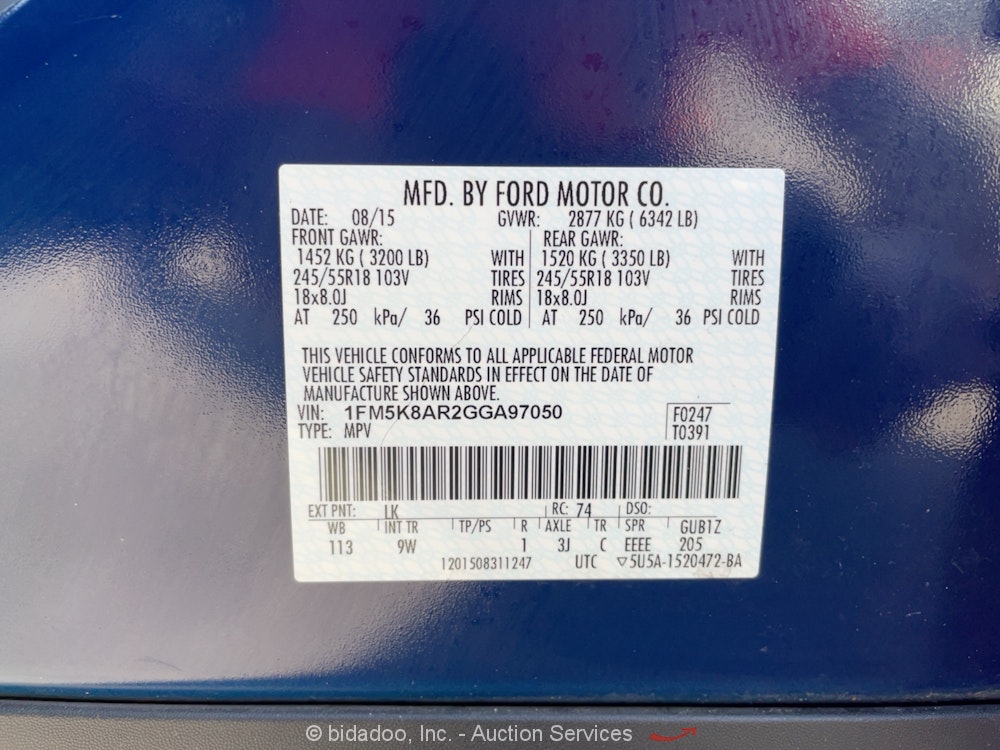 MFD. BY FORD MOTOR CO.
DATE: 08/15 GVWR: 2877 KG ( 6342 LB)
FRONT GAWR: REAR GAWR:
1452 KG ( 3200 LB) WITH 1520 KG ( 3350 LB) WITH
245/55R18 103V TIRES 245/55R18 103V TIRES
18x8.0J RIMS 18x8.0J RIMS
AT 250 kPa/ 36 PSI COLD AT 250 kPa/ 36 PSI COLD
THIS VEHICLE CONFORMS TO ALL APPLICABLE FEDERAL MOTOR
VEHICLE SAFETY STANDARDS IN EFFECT ON THE DATE OF
MANUFACTURE SHOWN ABOVE.
VIN: 1FM5K8AR2GGA97050 F0247
TYPE: MPV T0391
EXT PNT: LK RC: 74 DSO:
WB INT TR TP/PS R AXLE TR SPR GUB1Z
113 9W 1 3J C EEEE 205
1201508311247 UTC ▽5U5A-1520472-BA
© bidadoo, Inc. - Auction Services